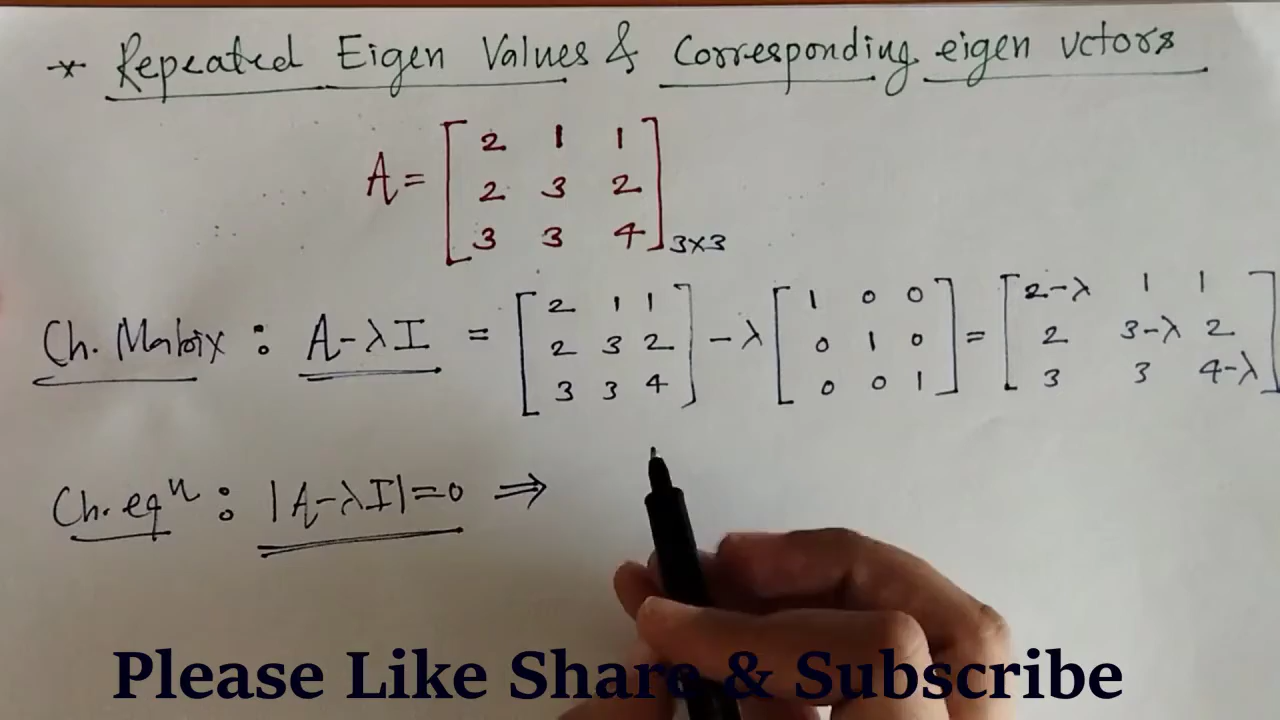 * Repeated Eigen Values & Corresponding eigen vctors
A = [ 2 1 1
2 3 2
3 3 4 ] 3×3
Ch. Matrix : A-λI = [ 2 1 1
2 3 2
3 3 4 ] - λ [ 1 0 0
0 1 0
0 0 1 ] = [ 2-λ 1 1
2 3-λ 2
3 3 4-λ ]
Ch. eqⁿ : |A-λI|=0 ⇒
Please Like Share & Subscribe